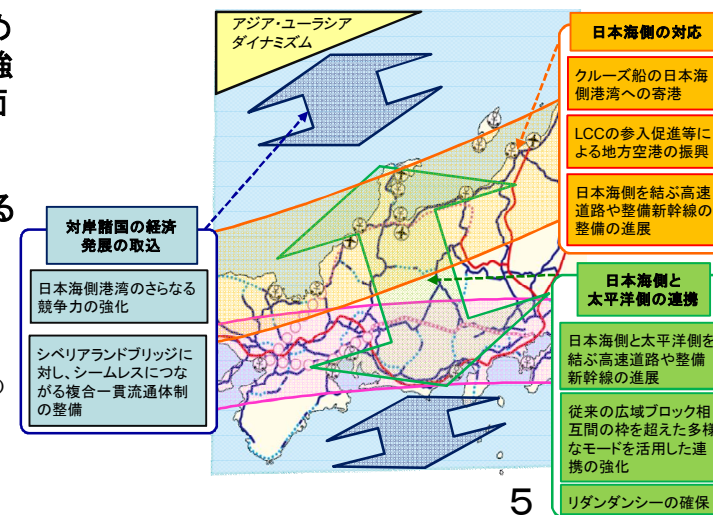 め
強
面
る
の
アジア・ユーラシア
ダイナミズム
対岸諸国の経済
発展の取込
日本海側港湾のさらなる
競争力の強化
シベリアランドブリッジに
対し、シームレスにつな
がる複合一貫流通体制
の整備
日本海側の対応
クルーズ船の日本海
側港湾への寄港
LCCの参入促進等に
よる地方空港の振興
日本海側を結ぶ高速
道路や整備新幹線の
整備の進展
日本海側と
太平洋側の連携
日本海側と太平洋側を
結ぶ高速道路や整備
新幹線の進展
従来の広域ブロック相
互間の枠を超えた多様
なモードを活用した連
携の強化
リダンダンシーの確保
5